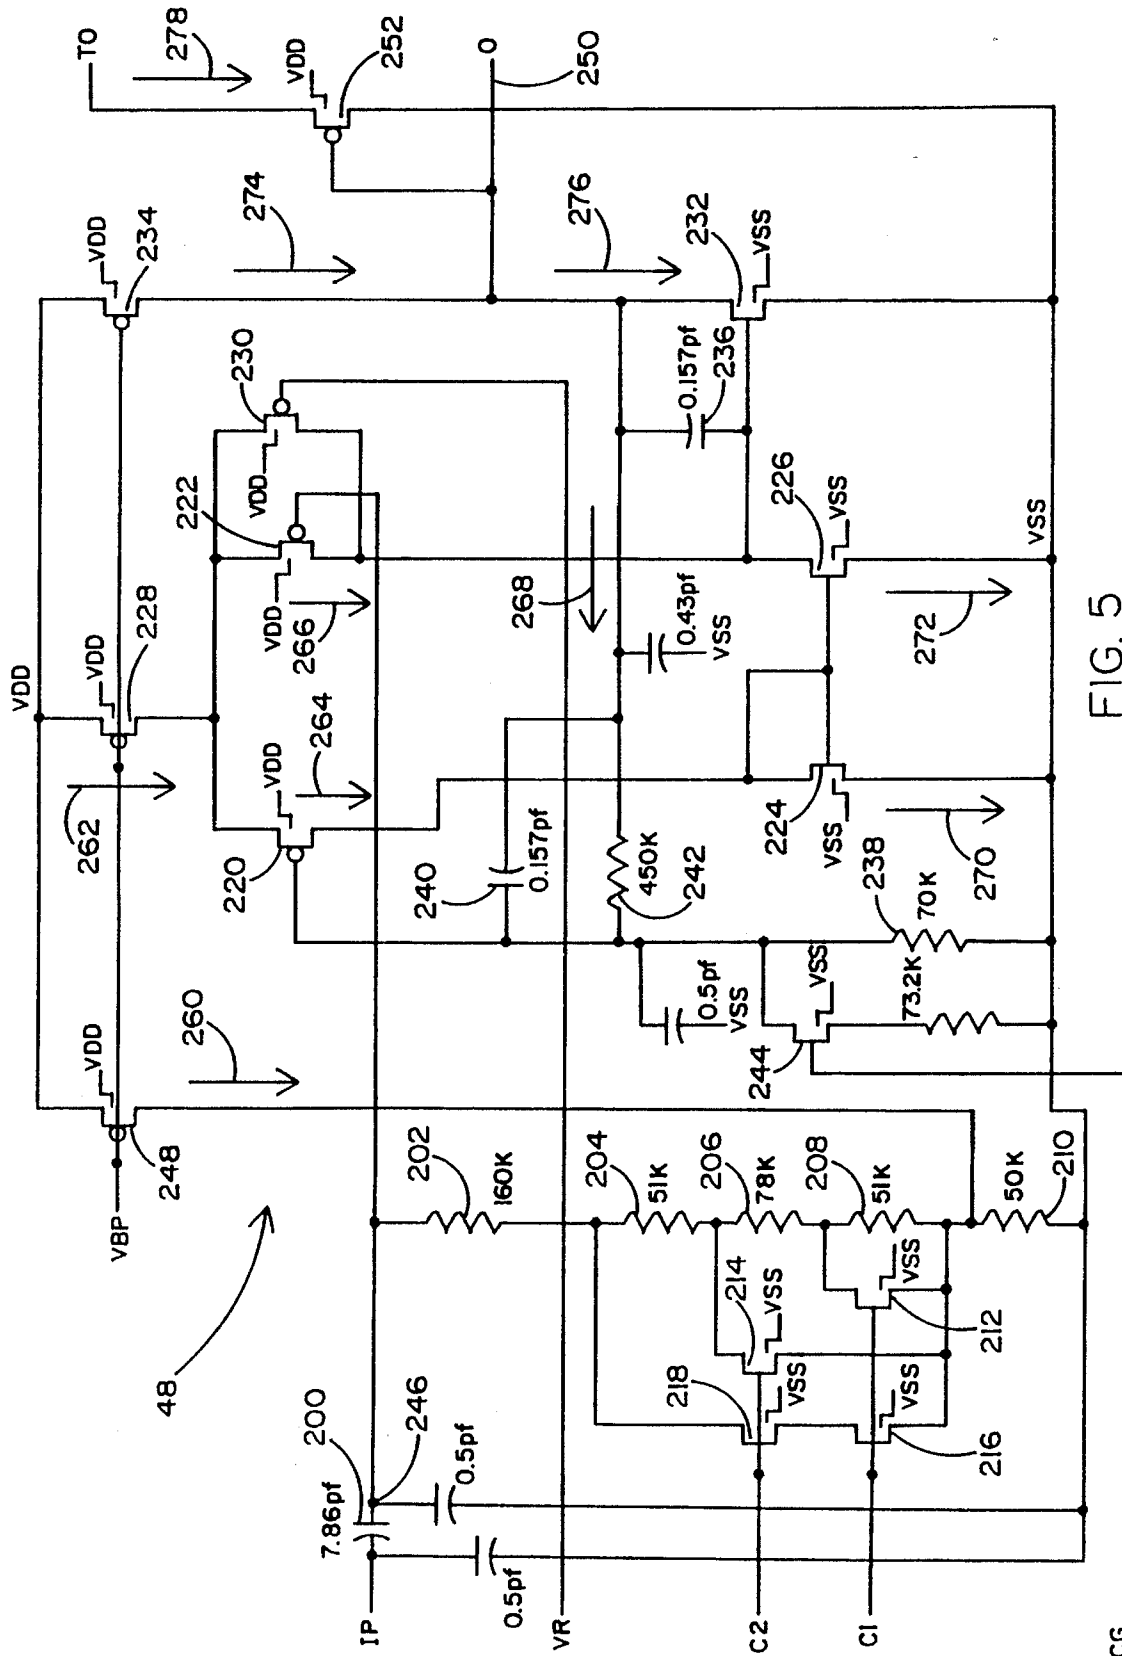 VDD
TO
278
VDD
252
O
250
VDD
234
274
276
232
VSS
VDD
228
262
VBP
VDD
248
260
48
230
VDD
222
VDD
266
VDD
220
264
240
0.157pf
268
0.157pf
236
0.43pf
VSS
450K
242
226
VSS
272
VSS
224
VSS
270
238
70K
73.2K
0.5pf
VSS
244
VSS
202
160K
204
51K
206
78K
208
51K
50K
210
214
VSS
218
VSS
VSS
212
VSS
216
200
7.86pf
246
0.5pf
0.5pf
IP
VR
C2
C1
CG
FIG. 5